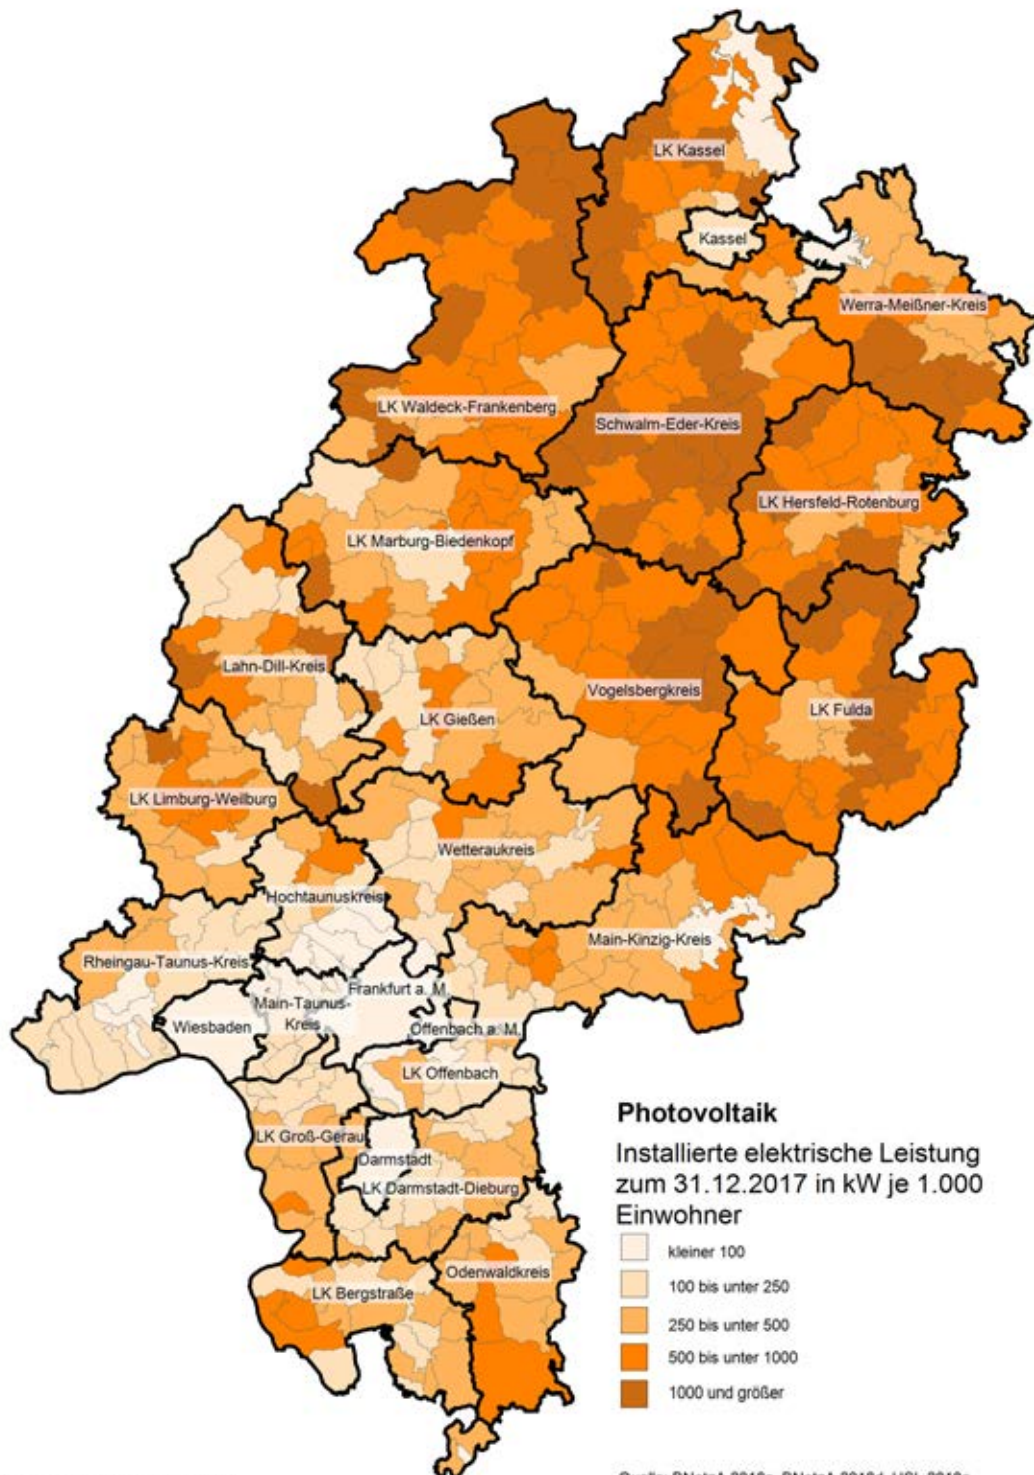 LK Kassel
Kassel
Werra-Meißner-Kreis
LK Waldeck-Frankenberg
Schwalm-Eder-Kreis
LK Hersfeld-Rotenburg
LK Marburg-Biedenkopf
Lahn-Dill-Kreis
Vogelsbergkreis
LK Fulda
LK Gießen
LK Limburg-Weilburg
Wetteraukreis
Hochtaunuskreis
Main-Kinzig-Kreis
Rheingau-Taunus-Kreis
Frankfurt a. M.
Main-Taunus-
Kreis
Wiesbaden
Offenbach a. M.
LK Offenbach
LK Groß-Gerau
Darmstadt
LK Darmstadt-Dieburg
Odenwaldkreis
LK Bergstraße
Photovoltaik
Installierte elektrische Leistung
zum 31.12.2017 in kW je 1.000
Einwohner
kleiner 100
100 bis unter 250
250 bis unter 500
500 bis unter 1000
1000 und größer